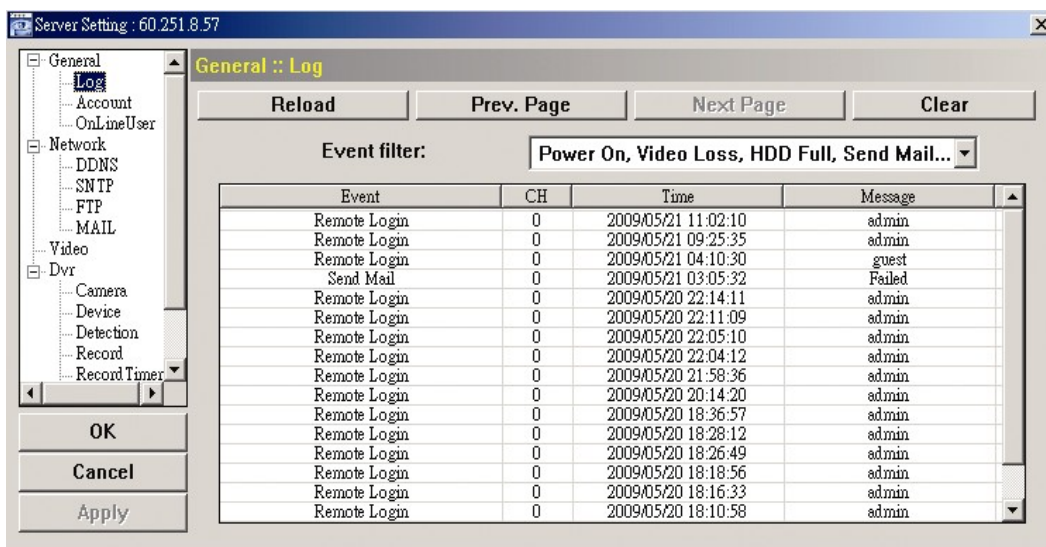 Server Setting : 60.251.8.57
General
Log
Account
OnLineUser
Network
DDNS
SNTP
FTP
MAIL
Video
Dvr
Camera
Device
Detection
Record
Record Timer
OK
Cancel
Apply
General :: Log
Reload Prev. Page Next Page Clear
Event filter: Power On, Video Loss, HDD Full, Send Mail...
Event CH Time Message
Remote Login 0 2009/05/21 11:02:10 admin
Remote Login 0 2009/05/21 09:25:35 admin
Remote Login 0 2009/05/21 04:10:30 guest
Send Mail 0 2009/05/21 03:05:32 Failed
Remote Login 0 2009/05/20 22:14:11 admin
Remote Login 0 2009/05/20 22:11:09 admin
Remote Login 0 2009/05/20 22:05:10 admin
Remote Login 0 2009/05/20 22:04:12 admin
Remote Login 0 2009/05/20 21:58:36 admin
Remote Login 0 2009/05/20 20:14:20 admin
Remote Login 0 2009/05/20 18:36:57 admin
Remote Login 0 2009/05/20 18:28:12 admin
Remote Login 0 2009/05/20 18:26:49 admin
Remote Login 0 2009/05/20 18:18:56 admin
Remote Login 0 2009/05/20 18:16:33 admin
Remote Login 0 2009/05/20 18:10:58 admin